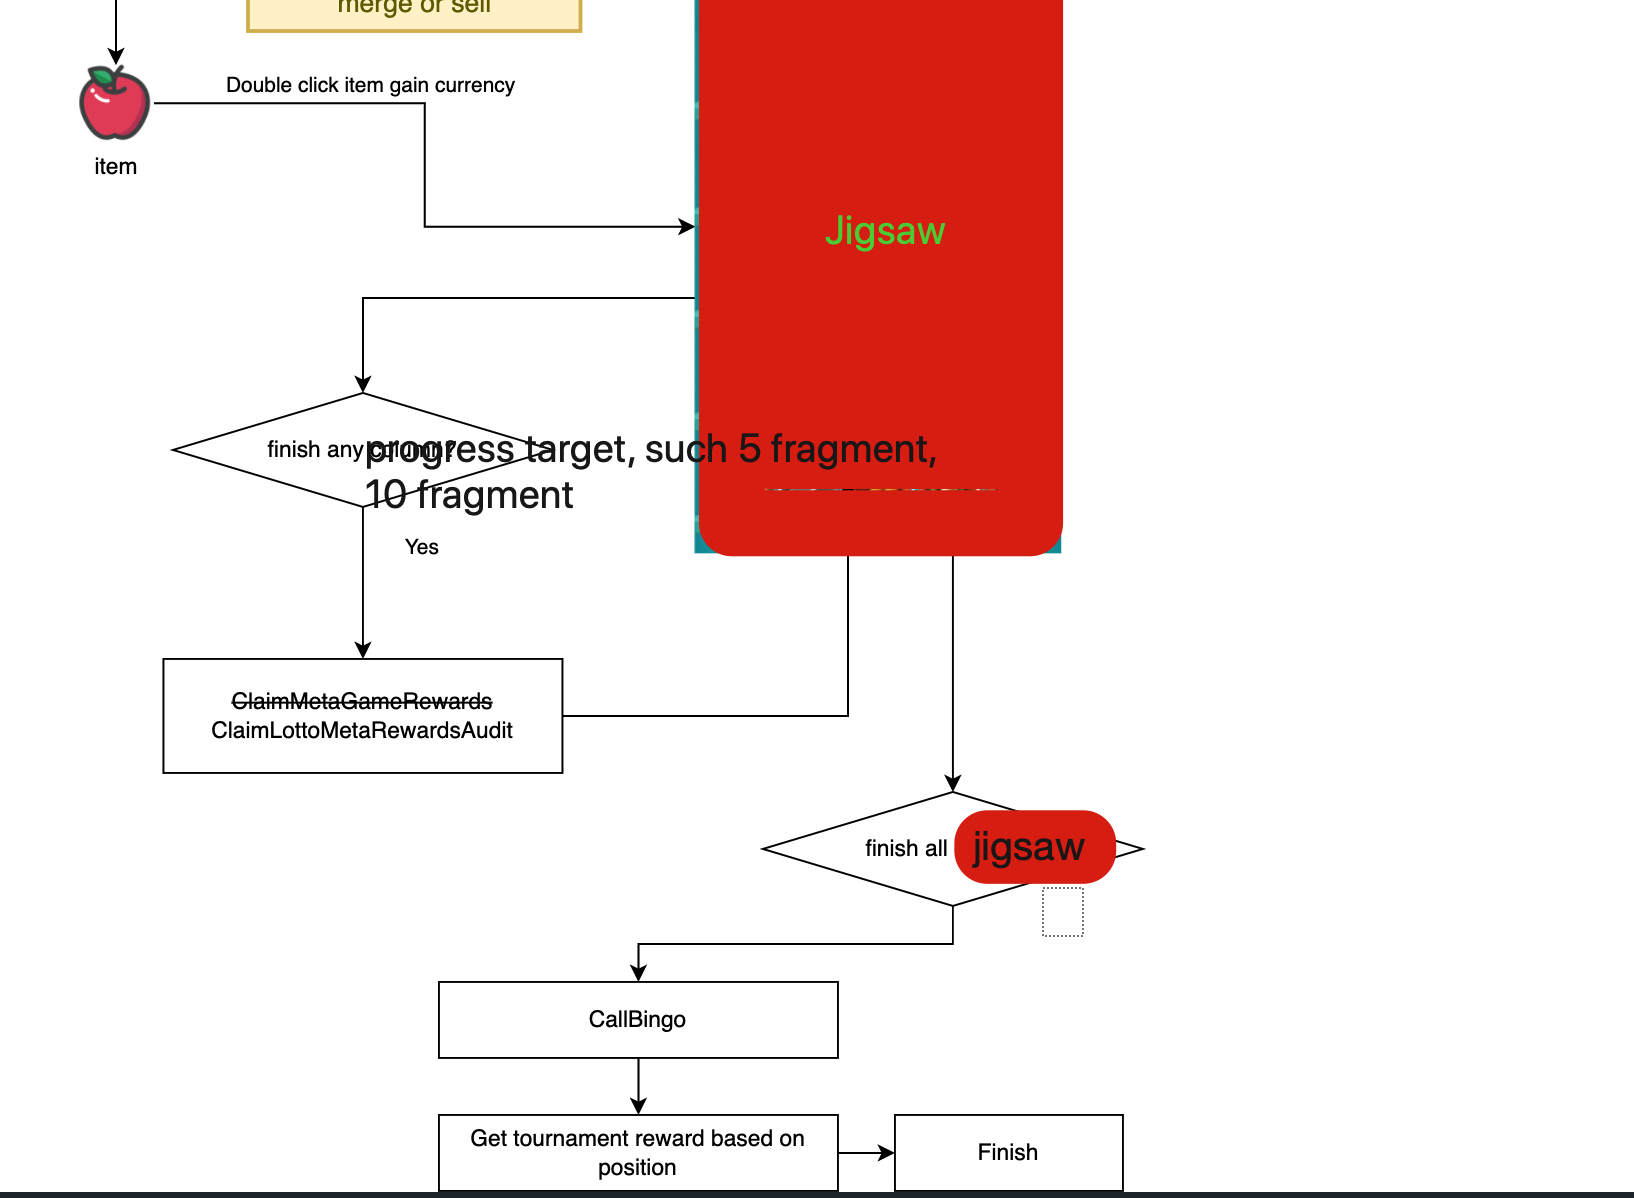 merge or sell
Double click item gain currency
item
Jigsaw
finish any column?
progress target, such 5 fragment,
10 fragment
Yes
ClaimMetaGameRewards
ClaimLottoMetaRewardsAudit
finish all
jigsaw
CallBingo
Get tournament reward based on
position
Finish